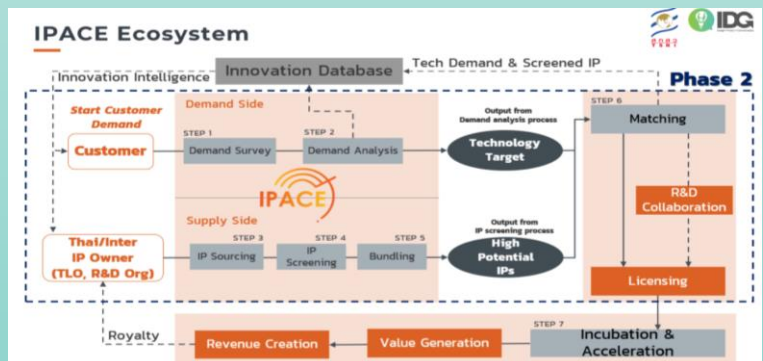 IPACE Ecosystem
IDG
Innovation Intelligence
Innovation Database
Tech Demand & Screened IP
Phase 2
Start Customer
Demand
Customer
Demand Side
STEP 1
Demand Survey
STEP 2
Demand Analysis
Output from
Demand analysis process
Technology
Target
STEP 6
Matching
IPACE
R&D
Collaboration
Supply Side
Thai/Inter
IP Owner
(TLO, R&D Org)
STEP 3
IP Sourcing
STEP 4
IP
Screening
STEP 5
Bundling
Output from
IP screening process
High
Potential
IPs
Licensing
Royalty
Revenue Creation
Value Generation
STEP 7
Incubation &
Acceleration